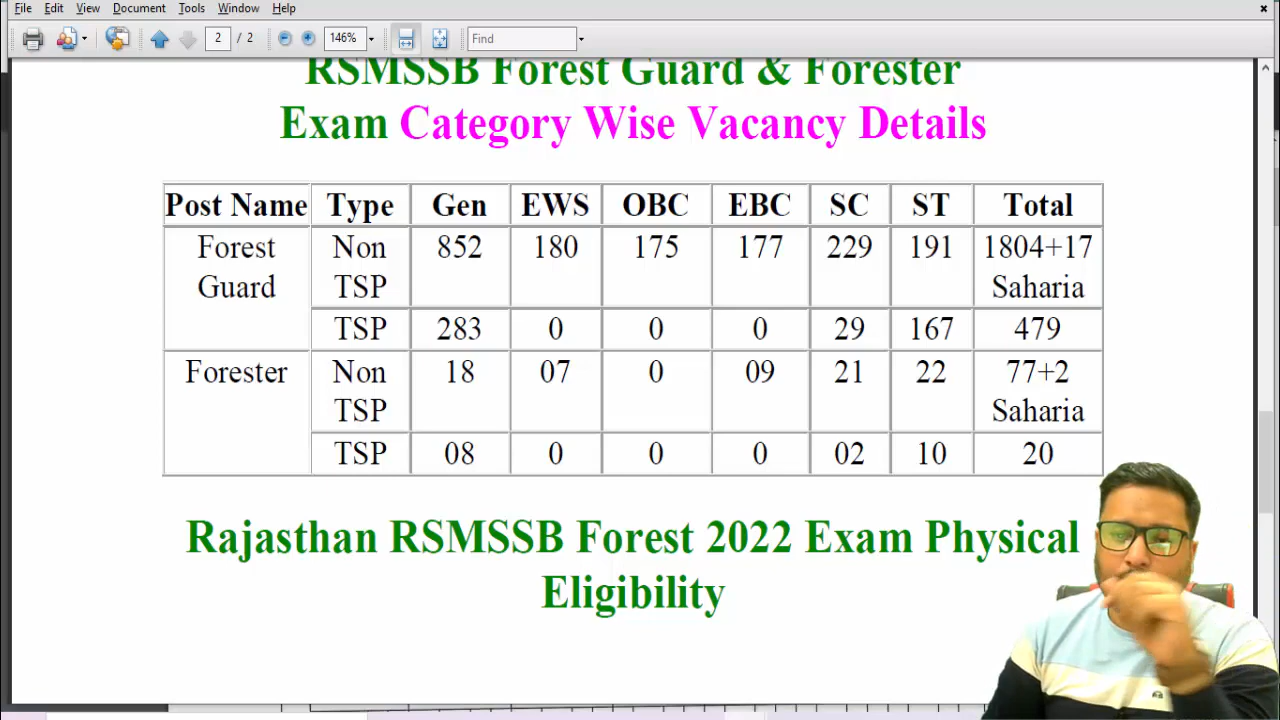 File Edit View Document Tools Window Help
2 / 2 146% Find
RSMSSB Forest Guard & Forester
Exam Category Wise Vacancy Details
Post Name Type Gen EWS OBC EBC SC ST Total
Forest Non 852 180 175 177 229 191 1804+17
Guard TSP Saharia
TSP 283 0 0 0 29 167 479
Forester Non 18 07 0 09 21 22 77+2
TSP Saharia
TSP 08 0 0 0 02 10 20
Rajasthan RSMSSB Forest 2022 Exam Physical
Eligibility